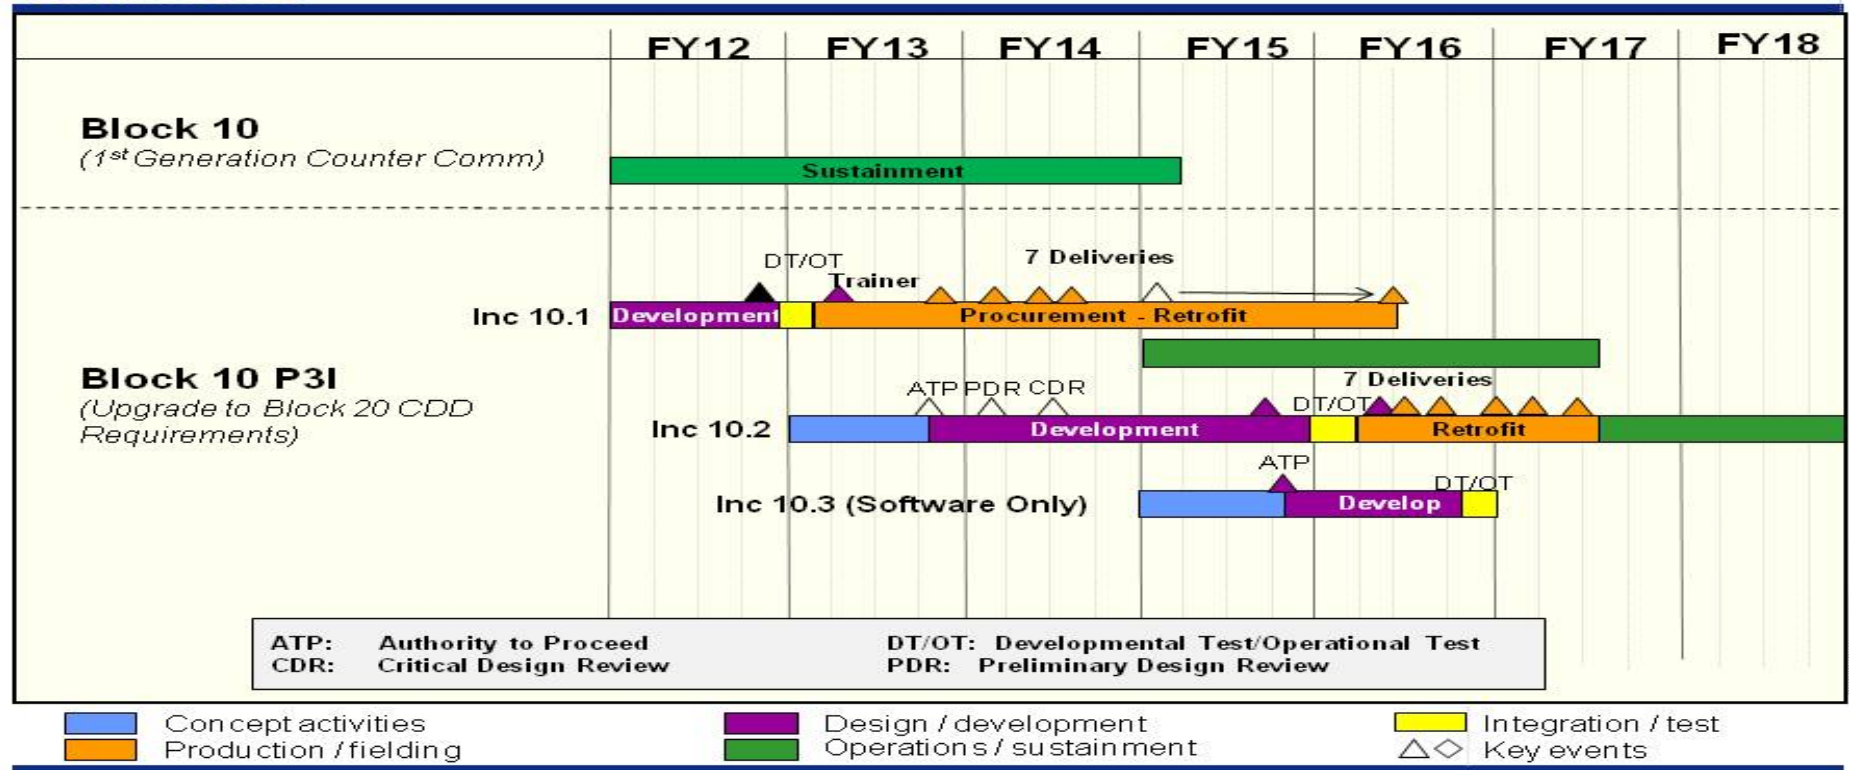 FY12 FY13 FY14 FY15 FY16 FY17 FY18
Block 10
(1st Generation Counter Comm)
Sustainment
DT/OT
7 Deliveries
Trainer
Inc 10.1
Development
Procurement - Retrofit
Block 10 P3I
(Upgrade to Block 20 CDD
Requirements)
7 Deliveries
ATP PDR CDR
DT/OT
Inc 10.2
Development
Retrofit
ATP
DT/OT
Inc 10.3 (Software Only)
Develop
ATP: Authority to Proceed
CDR: Critical Design Review
DT/OT: Developmental Test/Operational Test
PDR: Preliminary Design Review
Concept activities
Production / fielding
Design / development
Operations / sustainment
Integration / test
Key events